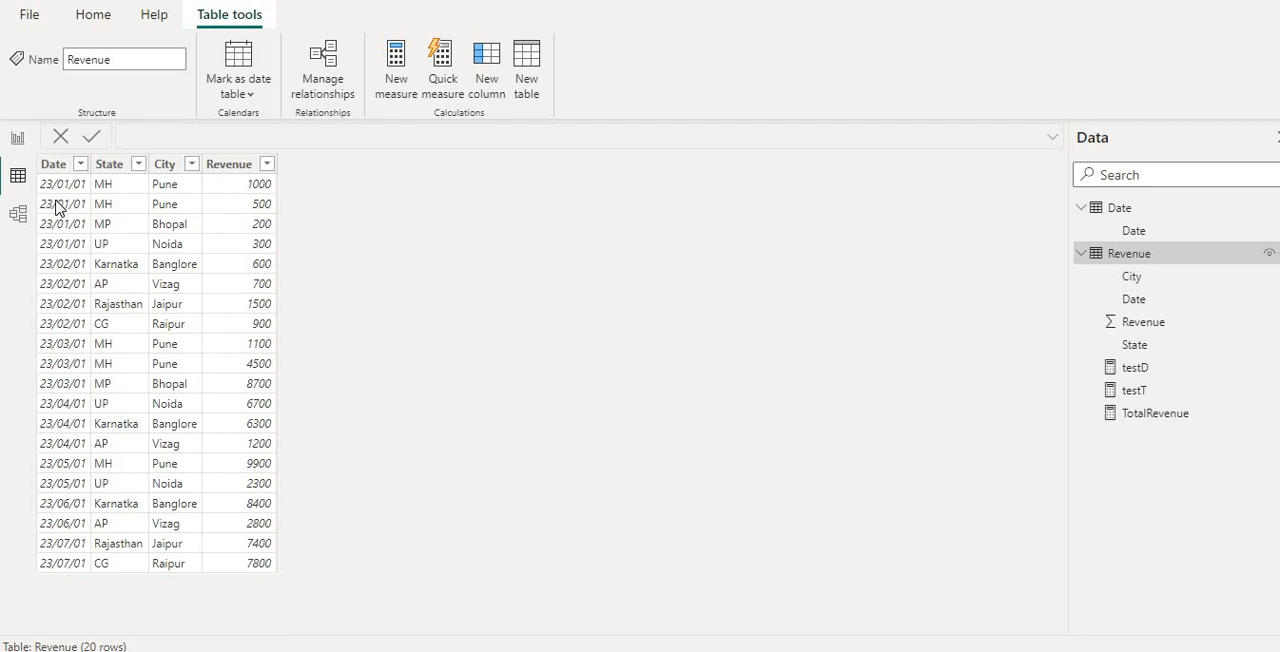 File Home Help Table tools
Name Revenue
Mark as date table
Manage relationships
New measure
Quick measure
New column
New table
Structure Calendars Relationships Calculations
Data
Search
Date State City Revenue
23/01/01 MH Pune 1000
23/01/01 MH Pune 500
23/01/01 MP Bhopal 200
23/01/01 UP Noida 300
23/02/01 Karnatka Banglore 600
23/02/01 AP Vizag 700
23/02/01 Rajasthan Jaipur 1500
23/02/01 CG Raipur 900
23/03/01 MH Pune 1100
23/03/01 MH Pune 4500
23/03/01 MP Bhopal 8700
23/04/01 UP Noida 6700
23/04/01 Karnatka Banglore 6300
23/04/01 AP Vizag 1200
23/05/01 MH Pune 9900
23/05/01 UP Noida 2300
23/06/01 Karnatka Banglore 8400
23/06/01 AP Vizag 2800
23/07/01 Rajasthan Jaipur 7400
23/07/01 CG Raipur 7800
Date
Date
Revenue
City
Date
Revenue
State
testD
testT
TotalRevenue
Table: Revenue (20 rows)